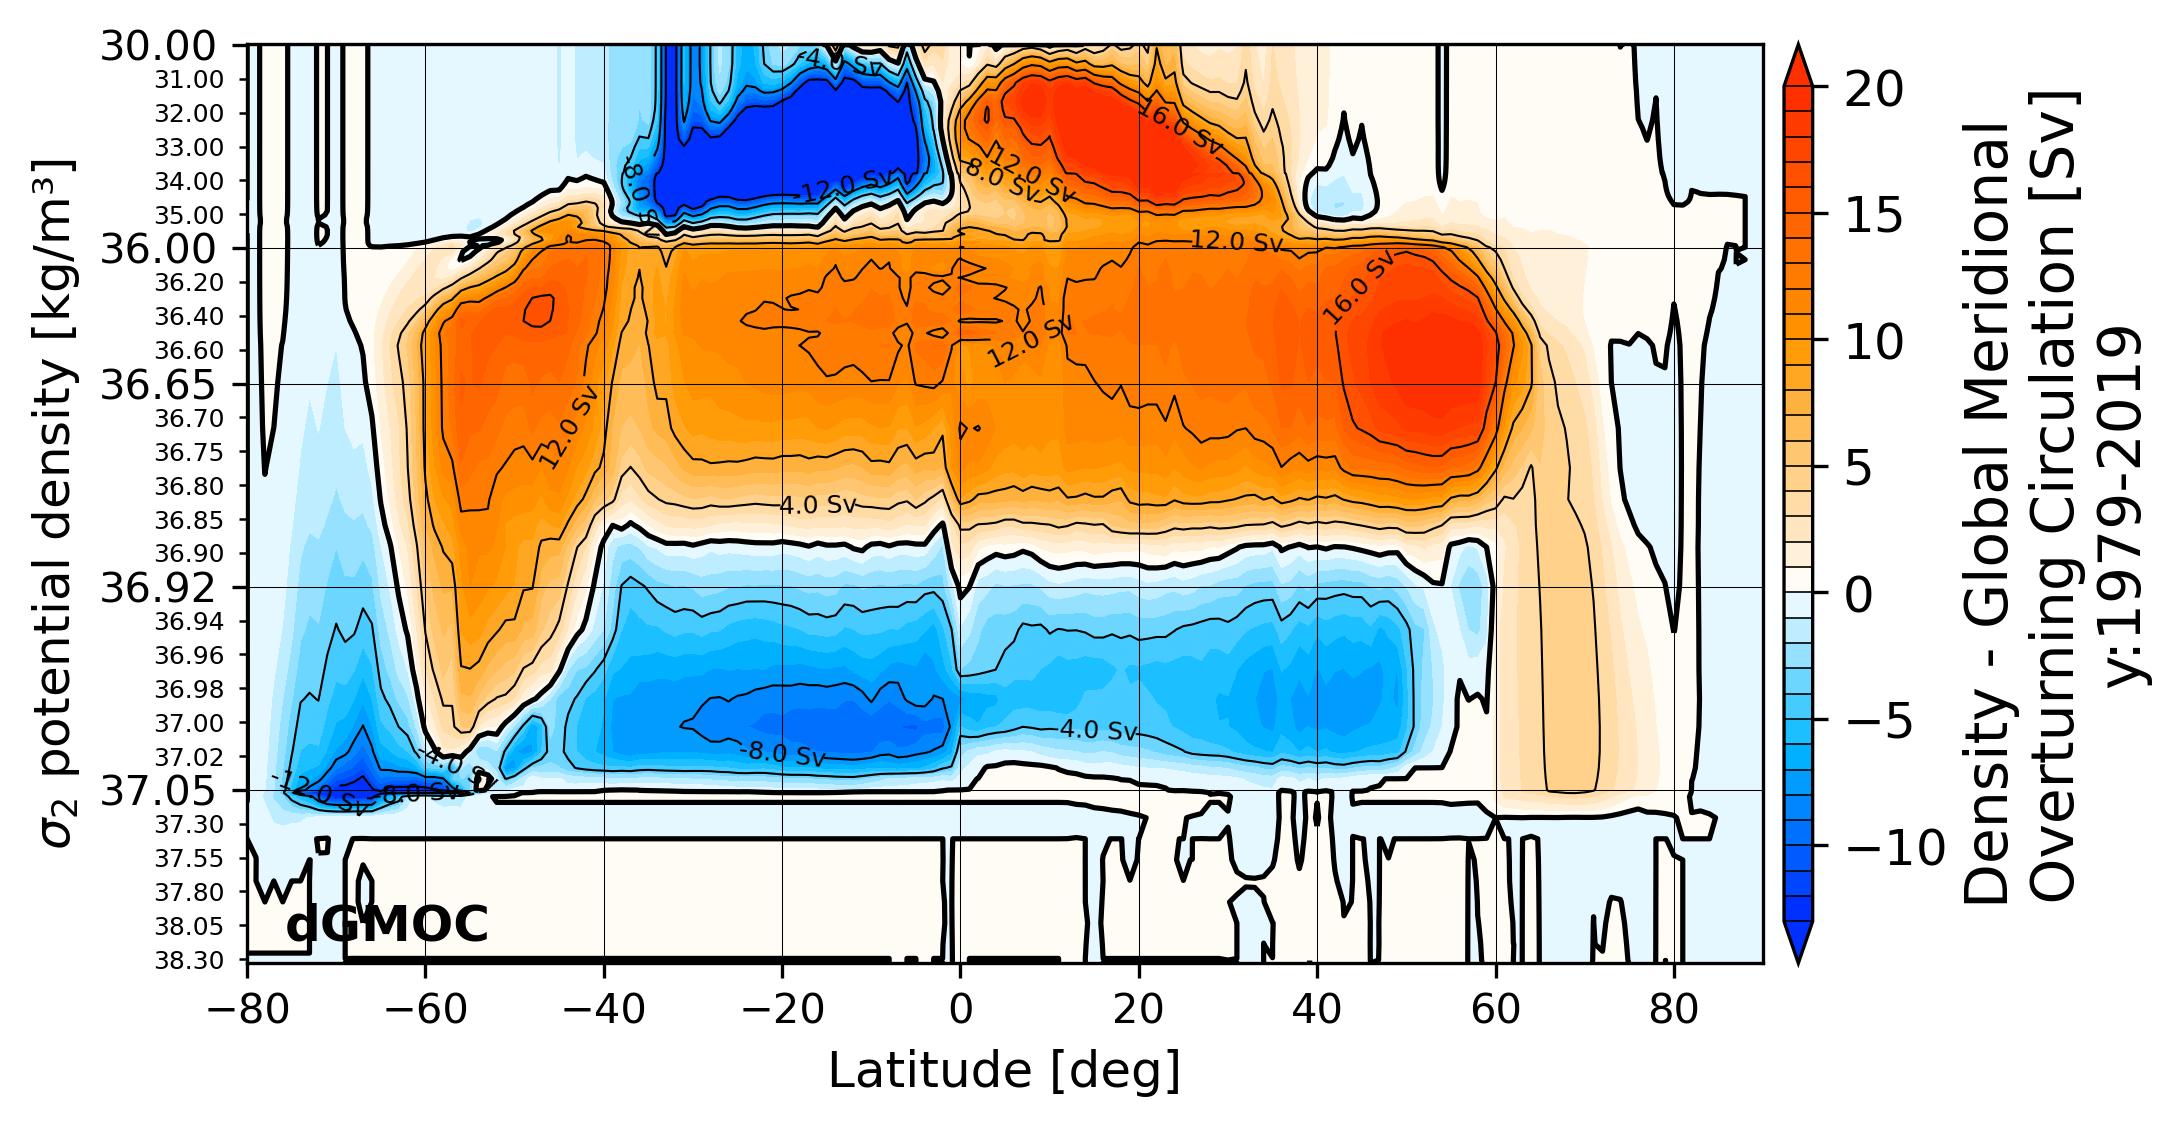 30.00
31.00
32.00
33.00
34.00
35.00
36.00
36.20
36.40
36.60
36.65
36.70
36.75
36.80
36.85
36.90
36.92
36.94
36.96
36.98
37.00
37.02
37.05
37.30
37.55
37.80
38.05
38.30
σ₂ potential density [kg/m³]
-4.0 Sv
16.0 Sv
-8.0 Sv
-12.0 Sv
12.0 Sv
8.0 Sv
12.0 Sv
16.0 Sv
12.0 Sv
12.0 Sv
4.0 Sv
-4.0 Sv
-8.0 Sv
-4.0 Sv
-12.0 Sv
-8.0 Sv
dGMOC
−80
−60
−40
−20
0
20
40
60
80
Latitude [deg]
20
15
10
5
0
−5
−10
Density - Global Meridional
Overturning Circulation [Sv]
y:1979-2019